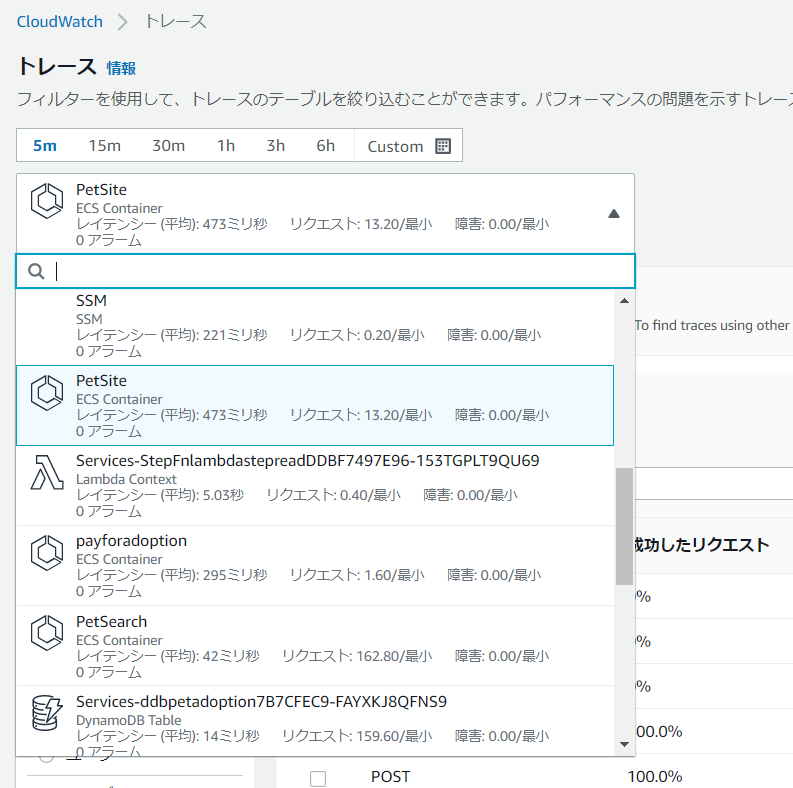 CloudWatch > トレース
トレース 情報
フィルターを使用して、トレースのテーブルを絞り込むことができます。パフォーマンスの問題を示すトレー
5m 15m 30m 1h 3h 6h Custom
PetSite
ECS Container
レイテンシー (平均): 473ミリ秒 リクエスト: 13.20/最小 障害: 0.00/最小
0 アラーム
SSM
SSM
レイテンシー (平均): 221ミリ秒 リクエスト: 0.20/最小 障害: 0.00/最小
0 アラーム
To find traces using other
PetSite
ECS Container
レイテンシー (平均): 473ミリ秒 リクエスト: 13.20/最小 障害: 0.00/最小
0 アラーム
Services-StepFnlambdastepreadDDBF7497E96-153TGPLT9QU69
Lambda Context
レイテンシー (平均): 5.03秒 リクエスト: 0.40/最小 障害: 0.00/最小
0 アラーム
payforadoption
ECS Container
レイテンシー (平均): 295ミリ秒 リクエスト: 1.60/最小 障害: 0.00/最小
0 アラーム
成功したリクエスト
0%
0%
0%
00.0%
PetSearch
ECS Container
レイテンシー (平均): 42ミリ秒 リクエスト: 162.80/最小 障害: 0.00/最小
0 アラーム
Services-ddbpetadoption7B7CFEC9-FAYXKJ8QFNS9
DynamoDB Table
レイテンシー (平均): 14ミリ秒 リクエスト: 159.60/最小 障害: 0.00/最小
0 アラーム
POST 100.0%